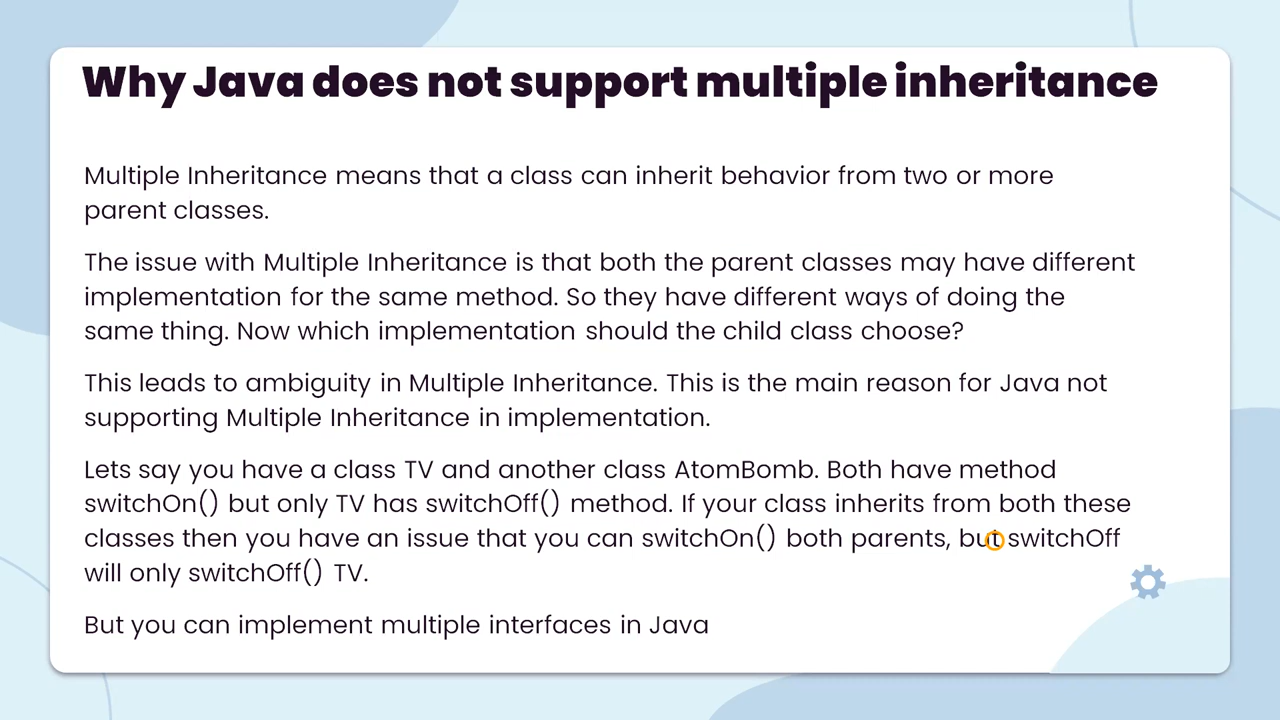 Why Java does not support multiple inheritance
Multiple Inheritance means that a class can inherit behavior from two or more
parent classes.
The issue with Multiple Inheritance is that both the parent classes may have different
implementation for the same method. So they have different ways of doing the
same thing. Now which implementation should the child class choose?
This leads to ambiguity in Multiple Inheritance. This is the main reason for Java not
supporting Multiple Inheritance in implementation.
Lets say you have a class TV and another class AtomBomb. Both have method
switchOn() but only TV has switchOff() method. If your class inherits from both these
classes then you have an issue that you can switchOn() both parents, but switchOff
will only switchOff() TV.
But you can implement multiple interfaces in Java